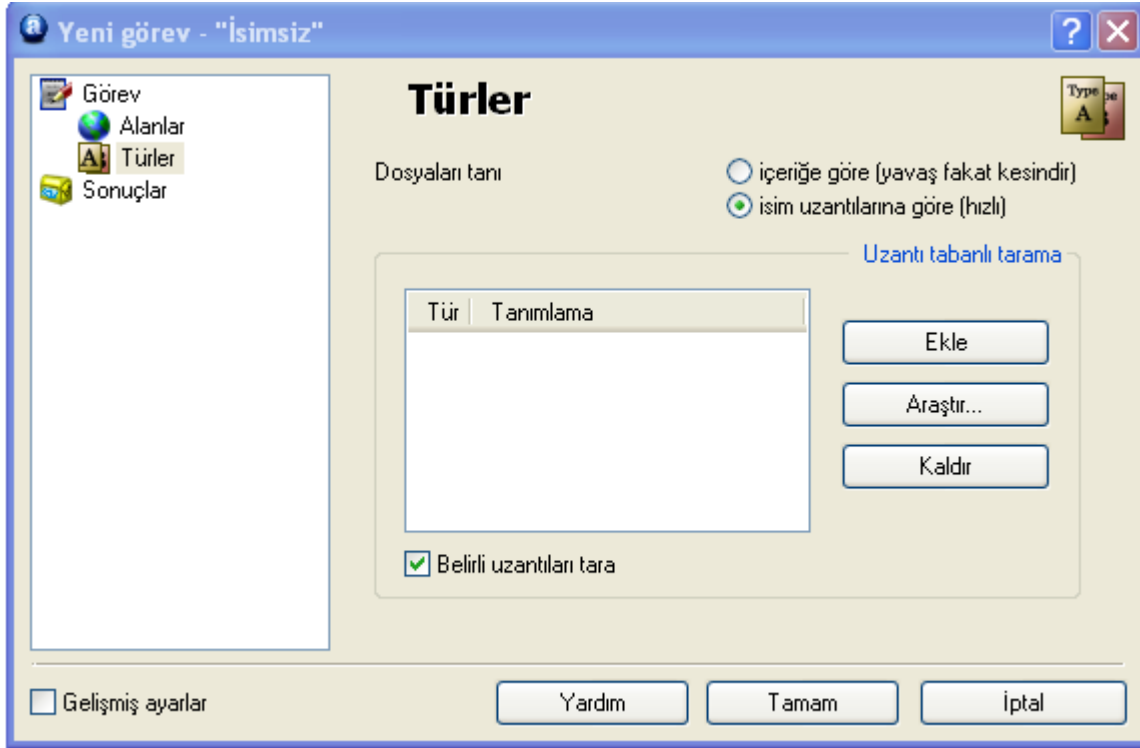 Yeni görev - "İsimsiz"
Görev
Alanlar
Türler
Sonuçlar
Türler
Type
A
Dosyaları tanı
içeriğe göre (yavaş fakat kesindir)
isim uzantılarına göre (hızlı)
Uzantı tabanlı tarama
Tür Tanımlama
Ekle
Araştır...
Kaldır
Belirli uzantıları tara
Gelişmiş ayarlar
Yardım Tamam İptal